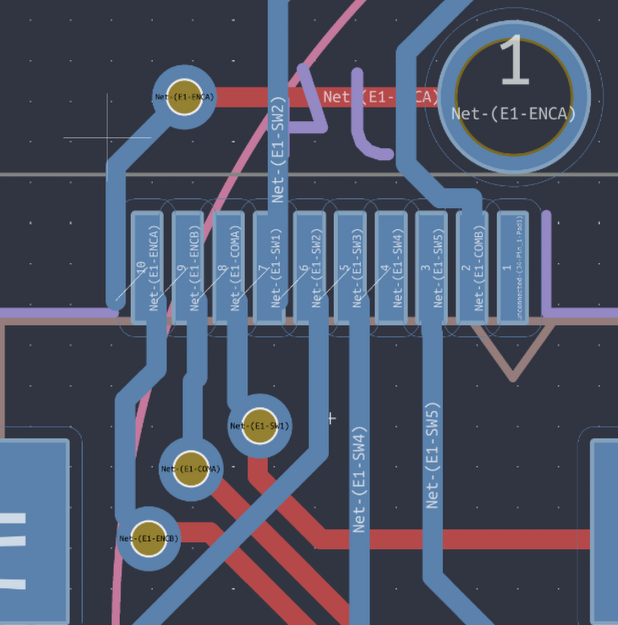 1
Net-(E1-ENCA)
Net-(E1-ENCA)
Net-(E1-ENCA)
Net-(E1-SW2)
10
Net-(E1-ENCA)
9
Net-(E1-ENCB)
8
Net-(E1-COMA)
7
Net-(E1-SW1)
6
Net-(E1-SW2)
5
Net-(E1-SW3)
4
Net-(E1-SW4)
3
Net-(E1-SW5)
2
Net-(E1-COMB)
1
Net-(E1-SW1)
Net-(E1-COMA)
Net-(E1-ENCB)
Net-(E1-SW4)
Net-(E1-SW5)